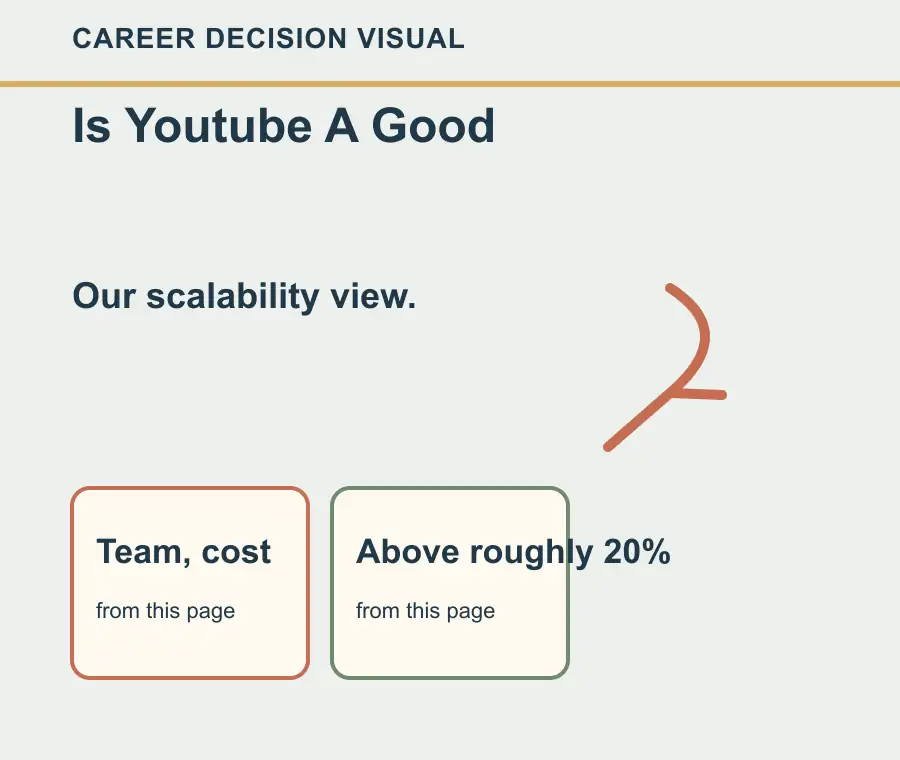 CAREER DECISION VISUAL
Is Youtube A Good
Our scalability view.
Team, cost
from this page
Above roughly 20%
from this page